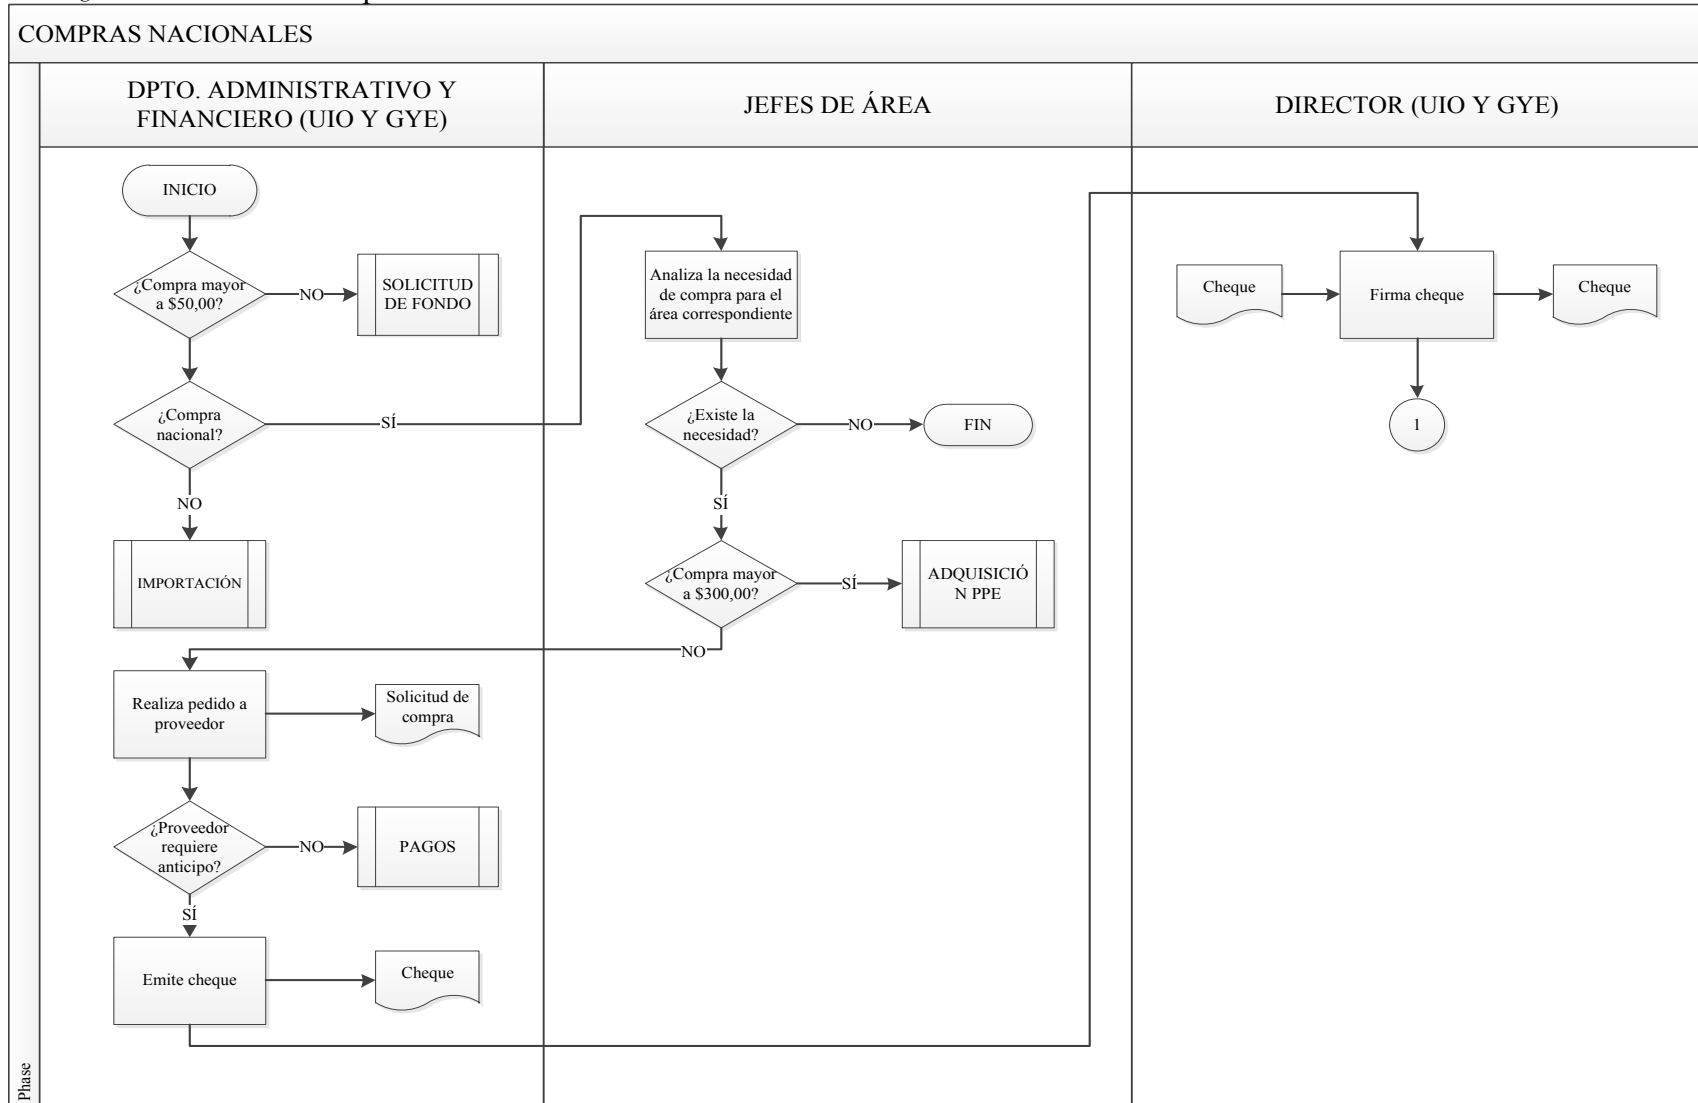 COMPRAS NACIONALES
DPTO. ADMINISTRATIVO Y
FINANCIERO (UIO Y GYE)
JEFES DE ÁREA
DIRECTOR (UIO Y GYE)
INICIO
¿Compra mayor
a $50,00?
NO
SOLICITUD
DE FONDO
¿Compra
nacional?
SÍ
NO
IMPORTACIÓN
Realiza pedido a
proveedor
Solicitud de
compra
¿Proveedor
requiere
anticipo?
NO
PAGOS
SÍ
Emite cheque
Cheque
Analiza la necesidad
de compra para el
área correspondiente
¿Existe la
necesidad?
NO
FIN
SÍ
¿Compra mayor
a $300,00?
SÍ
ADQUISICIÓ
N PPE
NO
Cheque
Firma cheque
Cheque
1
Phase